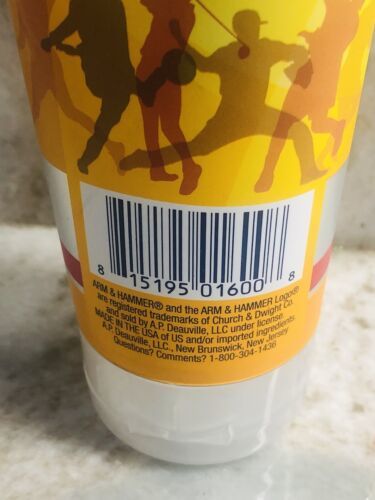 8 15195 01600 8
ARM & HAMMER® and the ARM & HAMMER Logo®
are registered trademarks of Church & Dwight Co.
and sold by A.P. Deauville, LLC under license.
MADE IN THE USA of US and/or imported ingredients.
A.P. Deauville, LLC., New Brunswick, New Jersey
Questions? Comments? 1-800-304-1436